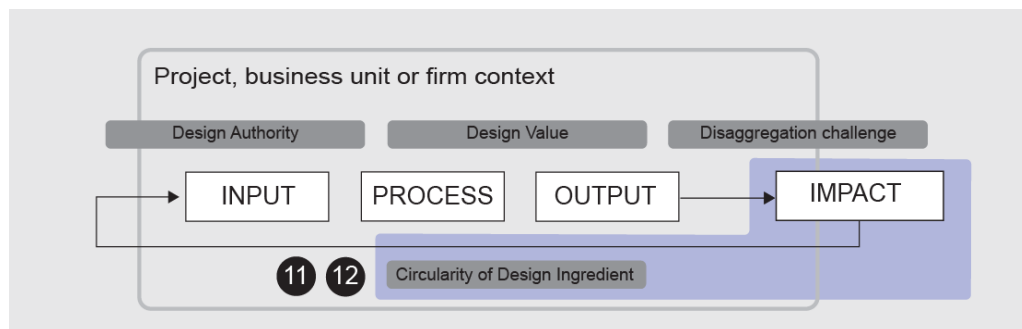 Project, business unit or firm context
Design Authority
Design Value
Disaggregation challenge
INPUT
PROCESS
OUTPUT
IMPACT
11
12
Circularity of Design Ingredient